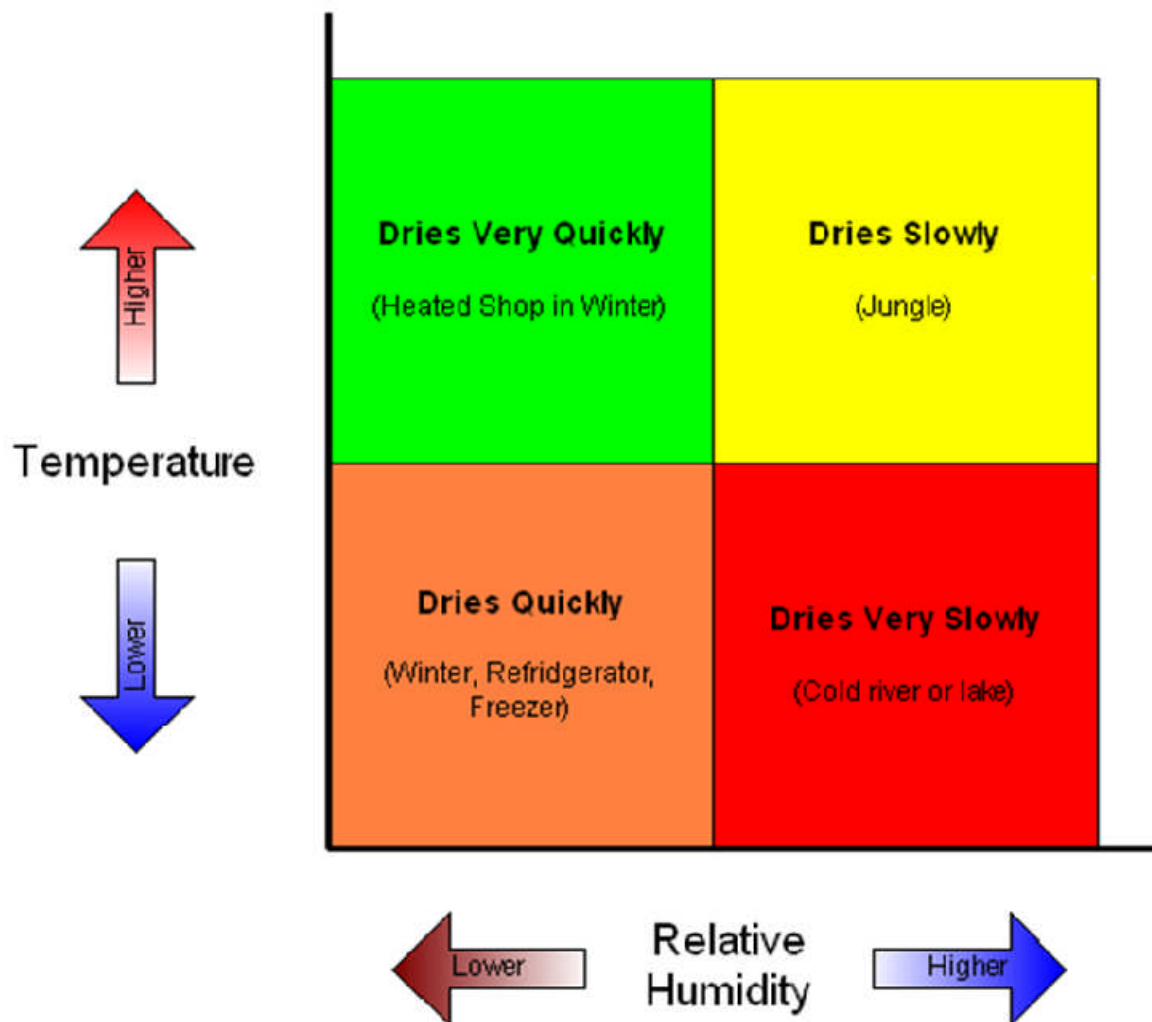 Dries Very Quickly
(Heated Shop in Winter)
Dries Slowly
(Jungle)
Higher
Temperature
Lower
Dries Quickly
(Winter, Refridgerator,
Freezer)
Dries Very Slowly
(Cold river or lake)
Lower
Relative
Humidity
Higher